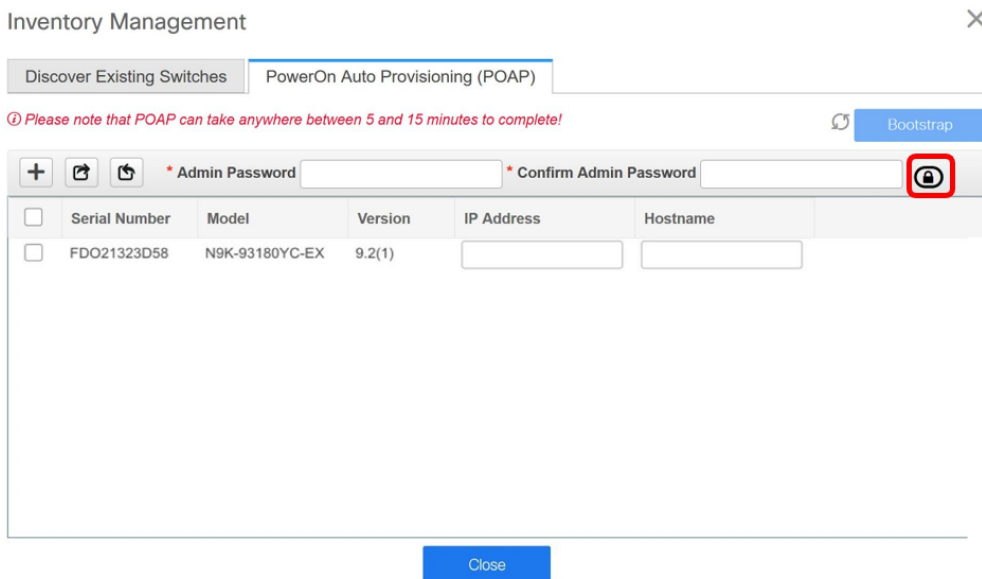 Inventory Management
Discover Existing Switches
PowerOn Auto Provisioning (POAP)
Please note that POAP can take anywhere between 5 and 15 minutes to complete!
Bootstrap
* Admin Password
* Confirm Admin Password
Serial Number Model Version IP Address Hostname
FDO21323D58 N9K-93180YC-EX 9.2(1)
Close